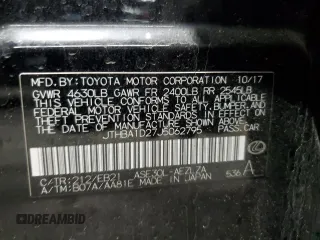 MFD. BY: TOYOTA MOTOR CORPORATION 10/17
GVWR 4630LB GAWR FR 2400LB RR 2545LB
THIS VEHICLE CONFORMS TO ALL APPLICABLE
FEDERAL MOTOR VEHICLE SAFETY, BUMPER, AND
THEFT PREVENTION STANDARDS IN EFFECT ON
THE DATE OF MANUFACTURE SHOWN ABOVE.
JTHBA1D27J5062795 PASS. CAR
C/TR: 212/EB21 ASE30L-AEZLZA
A/TM: B07A/AA81E MADE IN JAPAN 636 A
© DREAMBID